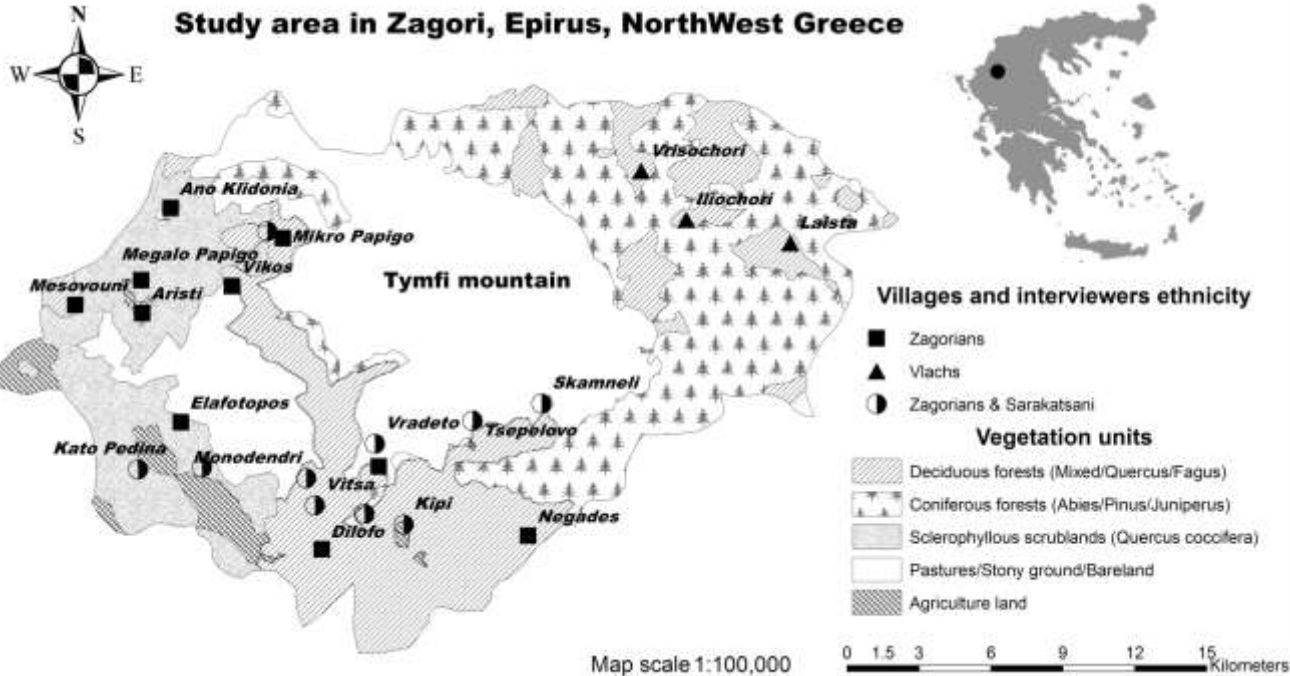 Study area in Zagori, Epirus, NorthWest Greece
N
W
E
S
Ano Klidonia
Mikro Papigo
Megalo Papigo
Vikos
Mesovouni
Aristi
Tymfi mountain
Vrisochori
Iliochori
Laista
Skamneli
Elafotopos
Vradeto
Tsepelovo
Kato Pedina
Monodendri
Vitsa
Kipi
Dilofo
Negades
Villages and interviewers ethnicity
Zagorians
Vlachs
Zagorians & Sarakatsani
Vegetation units
Deciduous forests (Mixed/Quercus/Fagus)
Coniferous forests (Abies/Pinus/Juniperus)
Sclerophyllous scrublands (Quercus coccifera)
Pastures/Stony ground/Bareland
Agriculture land
Map scale 1:100,000
0 1.5 3 6 9 12 15
Kilometers